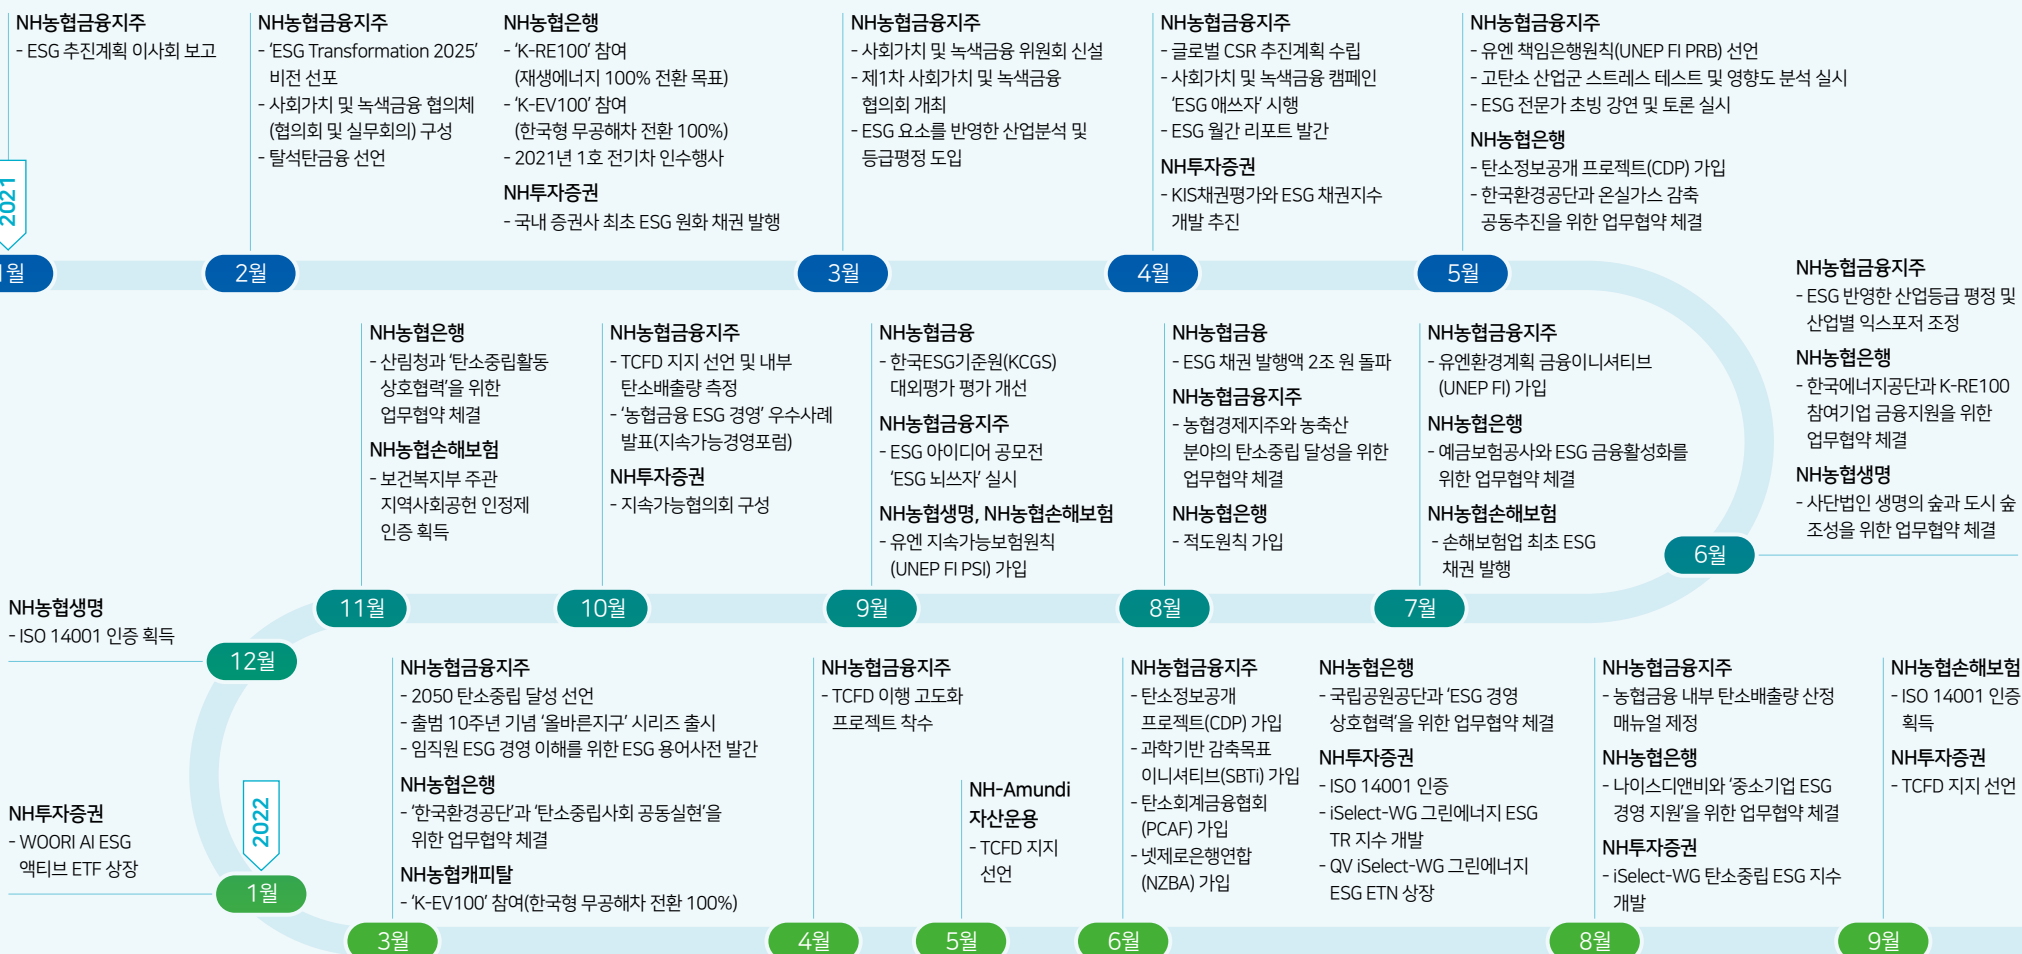 NH농협금융지주
- ESG 추진계획 이사회 보고
NH농협금융지주
- ‘ESG Transformation 2025’
비전 선포
- 사회가치 및 녹색금융 협의체
(협의회 및 실무회의) 구성
- 탈석탄금융 선언
NH농협은행
- ‘K-RE100’ 참여
(재생에너지 100% 전환 목표)
- ‘K-EV100’ 참여
(한국형 무공해차 전환 100%)
- 2021년 1호 전기차 인수행사
NH투자증권
- 국내 증권사 최초 ESG 원화 채권 발행
NH농협금융지주
- 사회가치 및 녹색금융 위원회 신설
- 제1차 사회가치 및 녹색금융
협의회 개최
- ESG 요소를 반영한 산업분석 및
등급평정 도입
NH농협금융지주
- 글로벌 CSR 추진계획 수립
- 사회가치 및 녹색금융 캠페인
‘ESG 애쓰자’ 시행
- ESG 월간 리포트 발간
NH투자증권
- KIS채권평가와 ESG 채권지수
개발 추진
NH농협금융지주
- 유엔 책임은행원칙(UNEP FI PRB) 선언
- 고탄소 산업군 스트레스 테스트 및 영향도 분석 실시
- ESG 전문가 초빙 강연 및 토론 실시
NH농협은행
- 탄소정보공개 프로젝트(CDP) 가입
- 한국환경공단과 온실가스 감축
공동추진을 위한 업무협약 체결
2021
1월
2월
3월
4월
5월
NH농협금융지주
- ESG 반영한 산업등급 평정 및
산업별 익스포저 조정
NH농협은행
- 한국에너지공단과 K-RE100
참여기업 금융지원을 위한
업무협약 체결
NH농협생명
- 사단법인 생명의 숲과 도시 숲
조성을 위한 업무협약 체결
6월
NH농협은행
- 산림청과 ‘탄소중립활동
상호협력’을 위한
업무협약 체결
NH농협손해보험
- 보건복지부 주관
지역사회공헌 인정제
인증 획득
NH농협금융지주
- TCFD 지지 선언 및 내부
탄소배출량 측정
- ‘농협금융 ESG 경영’ 우수사례
발표(지속가능경영포럼)
NH투자증권
- 지속가능협의회 구성
NH농협금융
- 한국ESG기준원(KCGS)
대외평가 평가 개선
NH농협금융지주
- ESG 아이디어 공모전
‘ESG 뇌쓰자’ 실시
NH농협생명, NH농협손해보험
- 유엔 지속가능보험원칙
(UNEP FI PSI) 가입
NH농협금융
- ESG 채권 발행액 2조 원 돌파
NH농협금융지주
- 농협경제지주와 농축산
분야의 탄소중립 달성을 위한
업무협약 체결
NH농협은행
- 적도원칙 가입
NH농협금융지주
- 유엔환경계획 금융이니셔티브
(UNEP FI) 가입
NH농협은행
- 예금보험공사와 ESG 금융활성화를
위한 업무협약 체결
NH농협손해보험
- 손해보험업 최초 ESG
채권 발행
11월
10월
9월
8월
7월
NH농협생명
- ISO 14001 인증 획득
12월
NH투자증권
- WOORI AI ESG
액티브 ETF 상장
2022
1월
NH농협금융지주
- 2050 탄소중립 달성 선언
- 출범 10주년 기념 ‘올바른지구’ 시리즈 출시
- 임직원 ESG 경영 이해를 위한 ESG 용어사전 발간
NH농협은행
- ‘한국환경공단’과 ‘탄소중립사회 공동실현’을
위한 업무협약 체결
NH농협캐피탈
- ‘K-EV100’ 참여(한국형 무공해차 전환 100%)
NH농협금융지주
- TCFD 이행 고도화
프로젝트 착수
NH-Amundi
자산운용
- TCFD 지지
선언
NH농협금융지주
- 탄소정보공개
프로젝트(CDP) 가입
- 과학기반 감축목표
이니셔티브(SBTi) 가입
- 탄소회계금융협회
(PCAF) 가입
- 넷제로은행연합
(NZBA) 가입
NH농협은행
- 국립공원공단과 ‘ESG 경영
상호협력’을 위한 업무협약 체결
NH투자증권
- ISO 14001 인증
- iSelect-WG 그린에너지 ESG
TR 지수 개발
- QV iSelect-WG 그린에너지
ESG ETN 상장
NH농협금융지주
- 농협금융 내부 탄소배출량 산정
매뉴얼 제정
NH농협은행
- 나이스디앤비와 ‘중소기업 ESG
경영 지원’을 위한 업무협약 체결
NH투자증권
- iSelect-WG 탄소중립 ESG 지수
개발
NH농협손해보험
- ISO 14001 인증
획득
NH투자증권
- TCFD 지지 선언
3월
4월
5월
6월
8월
9월